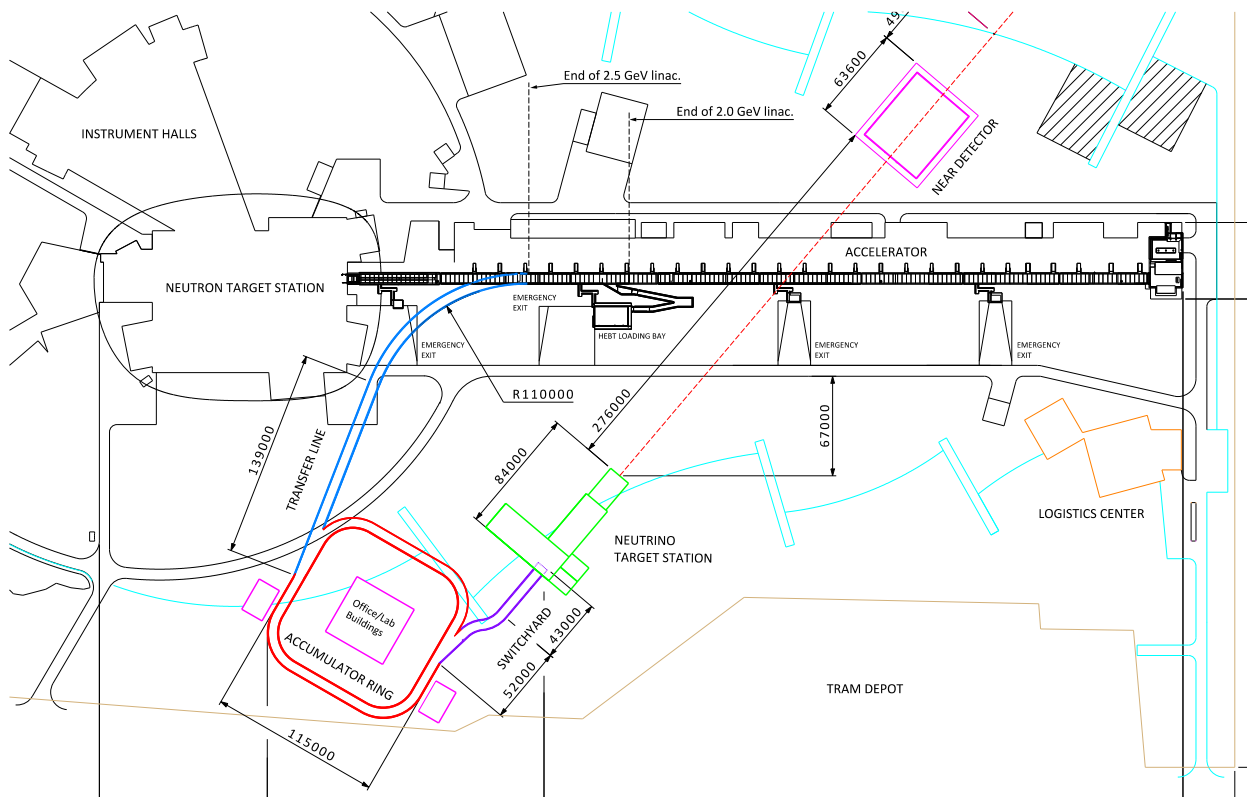 49
63600
End of 2.5 GeV linac.
End of 2.0 GeV linac.
INSTRUMENT HALLS
NEAR DETECTOR
ACCELERATOR
NEUTRON TARGET STATION
EMERGENCY
EXIT
HEBT LOADING BAY
EMERGENCY
EXIT
EMERGENCY
EXIT
EMERGENCY
EXIT
R110000
276000
67000
139000
TRANSFER LINE
84000
LOGISTICS CENTER
NEUTRINO
TARGET STATION
Office/Lab
Buildings
ACCUMULATOR RING
SWITCHYARD
43000
52000
TRAM DEPOT
115000